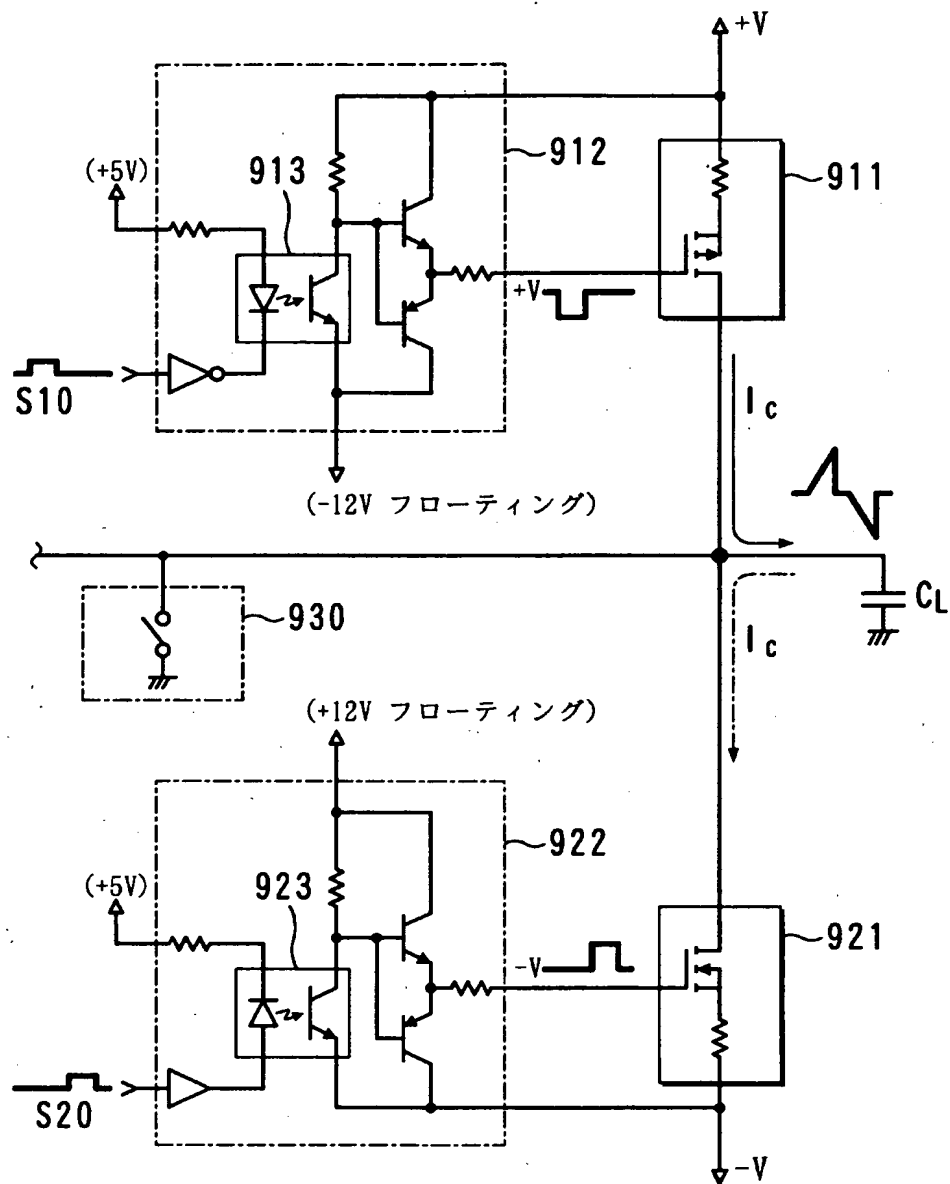 +V
912
(+5V)
913
911
+V
S10
IC
(-12V フローティング)
CL
930
IC
(+12V フローティング)
922
(+5V)
923
921
-V
S20
-V